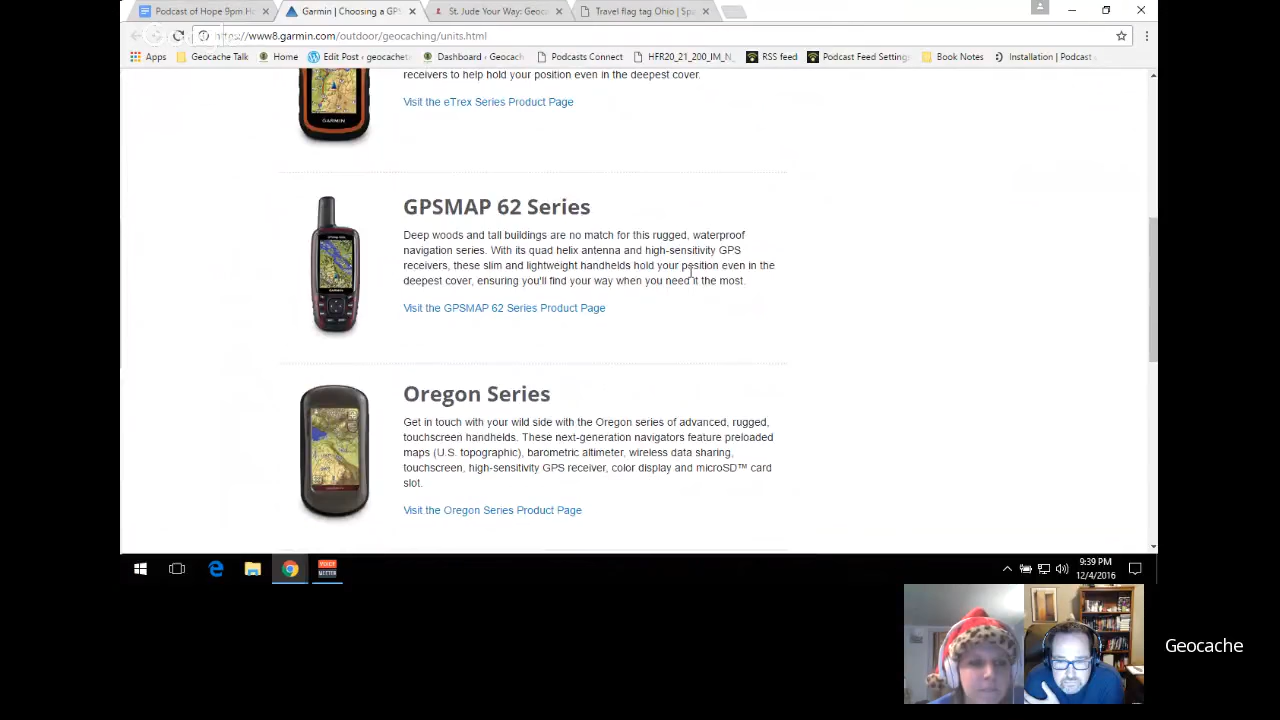 Podcast of Hope 9pm H
Garmin | Choosing a GP
St. Jude Your Way: Geoc
Travel flag tag Ohio | Spa
://www8.garmin.com/outdoor/geocaching/units.html
Apps
Geocache Talk
Home
Edit Post ‹ geocachet
Dashboard ‹ Geocach
Podcasts Connect
HFR20_21_200_IM_N
RSS feed
Podcast Feed Setting
Book Notes
Installation | Podcast
receivers to help hold your position even in the deepest cover.
Visit the eTrex Series Product Page
GARMIN
GPSMAP 62 Series
Deep woods and tall buildings are no match for this rugged, waterproof
navigation series. With its quad helix antenna and high-sensitivity GPS
receivers, these slim and lightweight handhelds hold your position even in the
deepest cover, ensuring you'll find your way when you need it the most.
Visit the GPSMAP 62 Series Product Page
Oregon Series
Get in touch with your wild side with the Oregon series of advanced, rugged,
touchscreen handhelds. These next-generation navigators feature preloaded
maps (U.S. topographic), barometric altimeter, wireless data sharing,
touchscreen, high-sensitivity GPS receiver, color display and microSD™ card
slot.
Visit the Oregon Series Product Page
9:39 PM
12/4/2016
Geocache